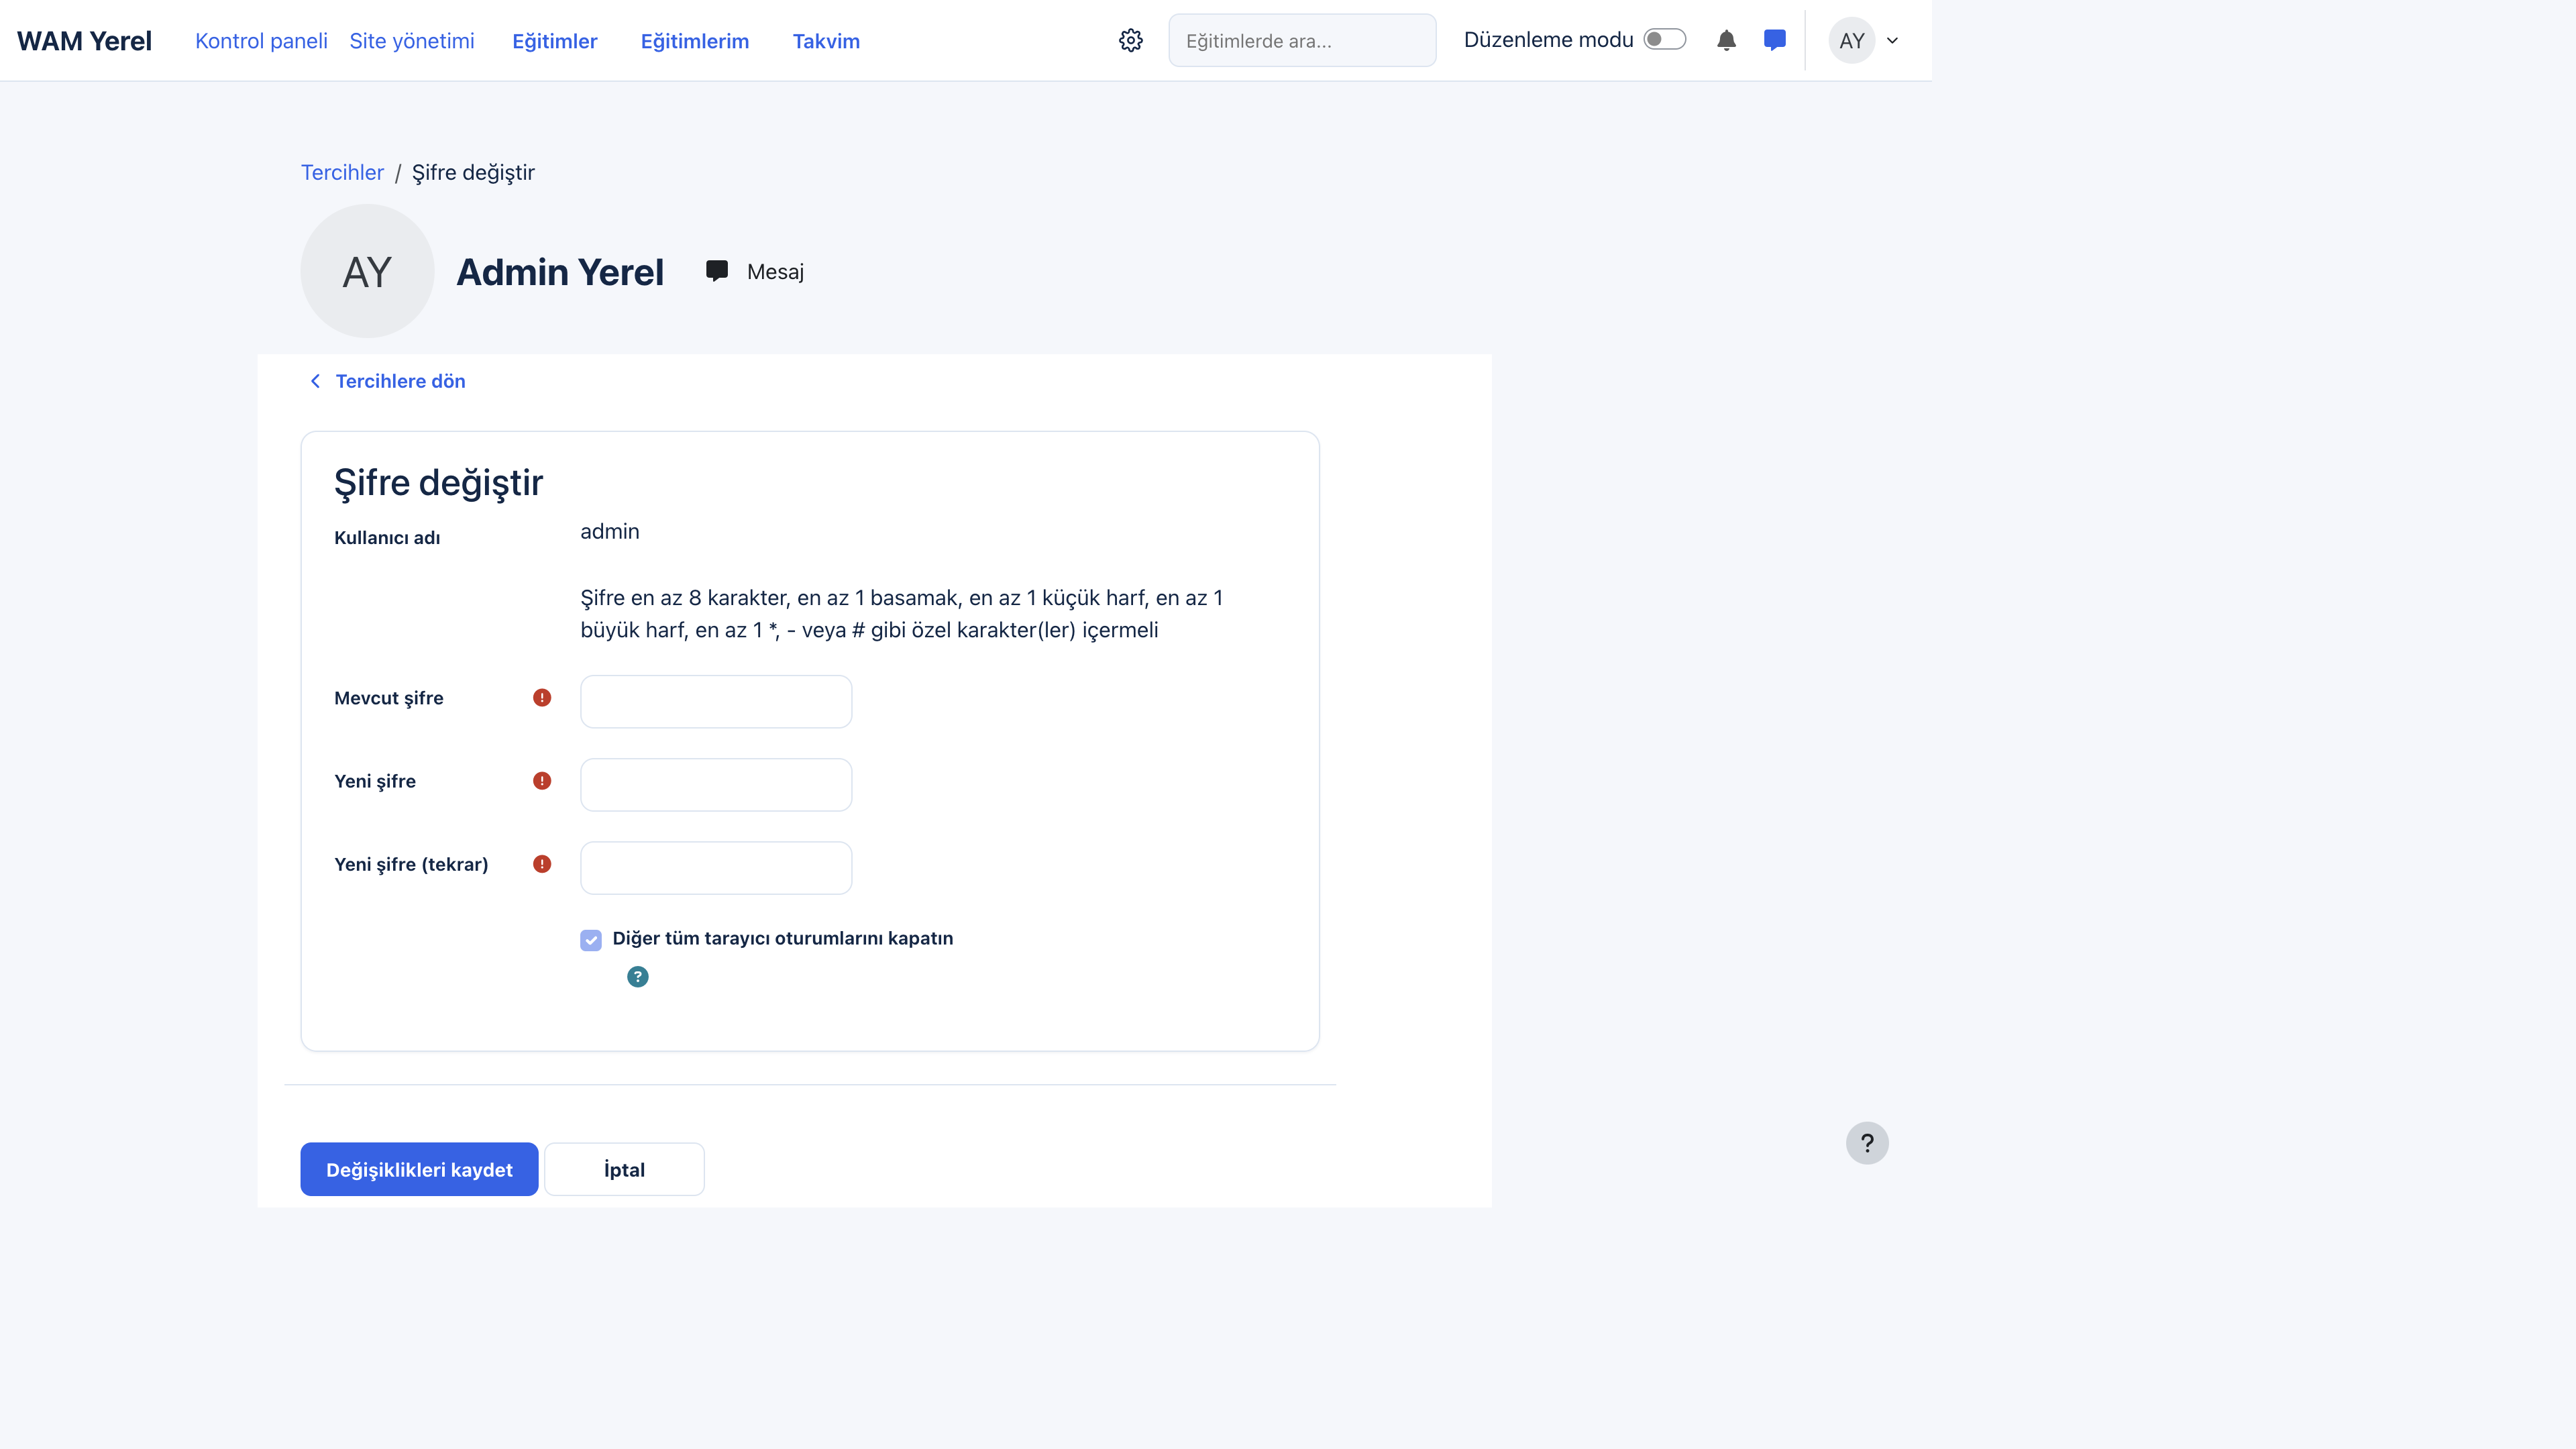 WAM Yerel
Kontrol paneli
Site yönetimi
Eğitimler
Eğitimlerim
Takvim
Eğitimlerde ara...
Düzenleme modu
AY
Tercihler / Şifre değiştir
AY
Admin Yerel
Mesaj
Tercihlere dön
Şifre değiştir
Kullanıcı adı
admin
Şifre en az 8 karakter, en az 1 basamak, en az 1 küçük harf, en az 1
büyük harf, en az 1 *, - veya # gibi özel karakter(ler) içermeli
Mevcut şifre
Yeni şifre
Yeni şifre (tekrar)
Diğer tüm tarayıcı oturumlarını kapatın
?
Değişiklikleri kaydet
İptal
?